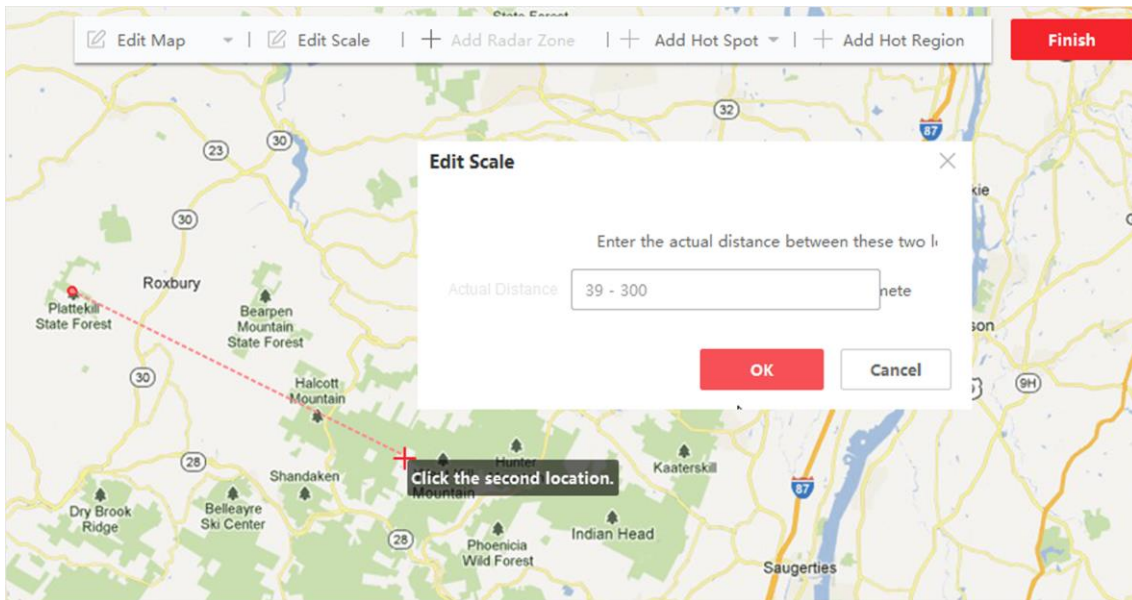 State Forest
Edit Map
Edit Scale
Add Radar Zone
Add Hot Spot
Add Hot Region
Finish
32
87
30
23
Edit Scale
kie
30
Enter the actual distance between these two l
Roxbury
Actual Distance
39 - 300
mete
Plattekill
State Forest
Bearpen
Mountain
State Forest
son
30
OK
Cancel
Halcott
Mountain
9H
28
Hunter
Click the second location.
Mountain
Kaaterskill
Shandaken
87
Dry Brook
Ridge
Belleayre
Ski Center
28
Phoenicia
Wild Forest
Indian Head
Saugerties